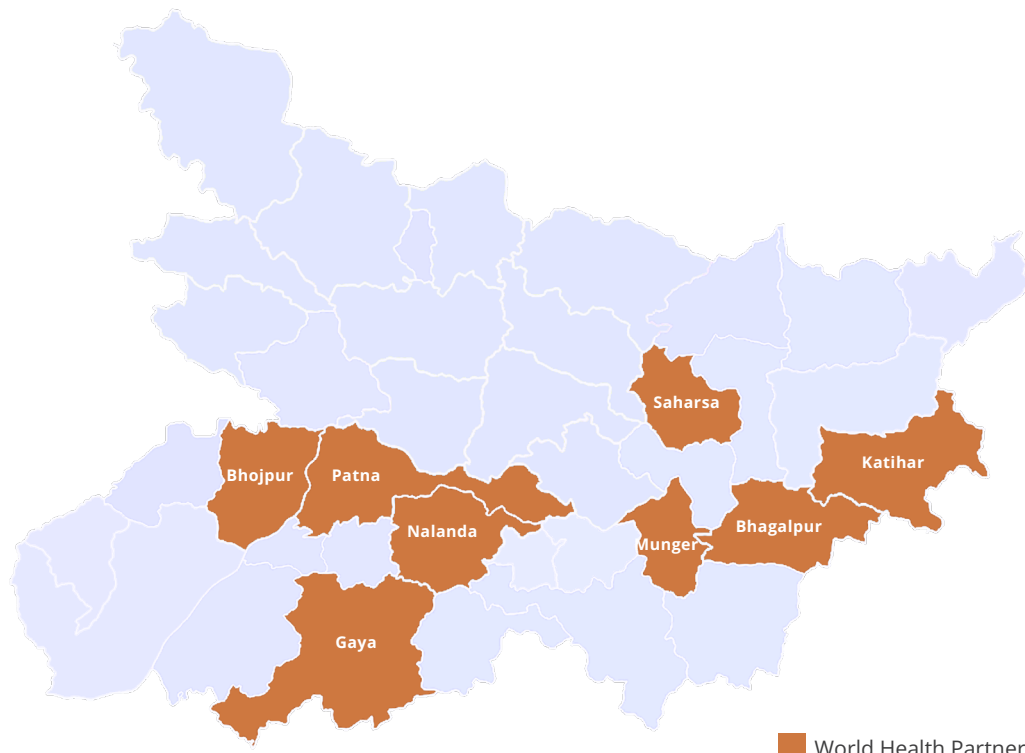 Saharsa
Katihar
Bhojpur
Patna
Bhagalpur
Nalanda
Munger
Gaya
World Health Partner